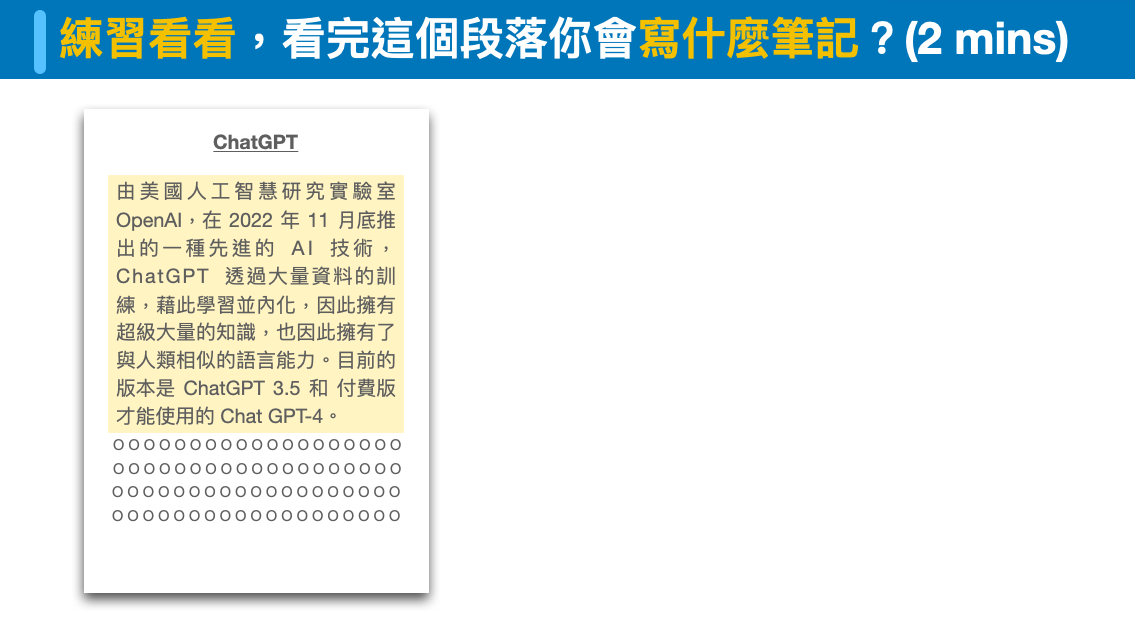 練習看看，看完這個段落你會寫什麼筆記？(2 mins)
ChatGPT
由美國人工智慧研究實驗室
OpenAI，在 2022 年 11 月底推
出的一種先進的 AI 技術，
ChatGPT 透過大量資料的訓
練，藉此學習並內化，因此擁有
超級大量的知識，也因此擁有了
與人類相似的語言能力。目前的
版本是 ChatGPT 3.5 和 付費版
才能使用的 Chat GPT-4。
O O O O O O O O O O O O O O O O O O O
O O O O O O O O O O O O O O O O O O O
O O O O O O O O O O O O O O O O O O O
O O O O O O O O O O O O O O O O O O O